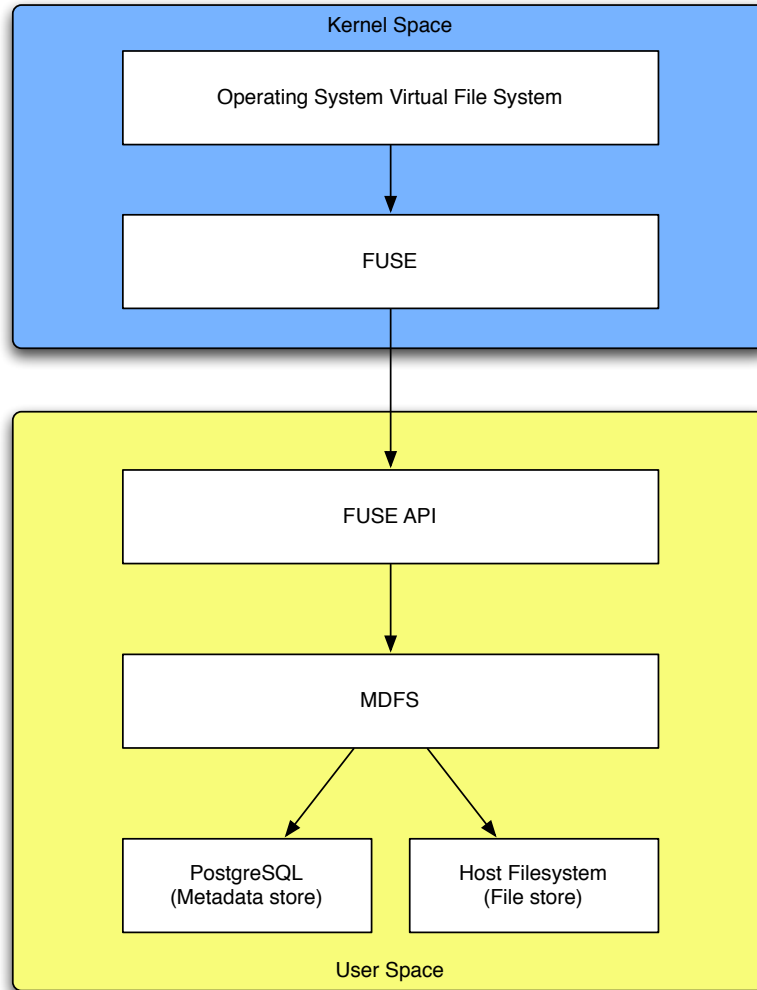 Kernel Space
Operating System Virtual File System
FUSE
FUSE API
MDFS
PostgreSQL
(Metadata store)
Host Filesystem
(File store)
User Space